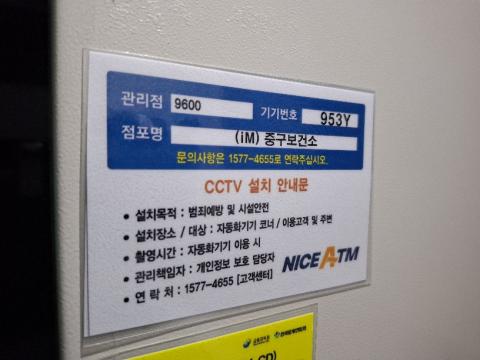 관리점 9600 기기번호 953Y
점포명 (iM) 중구보건소
문의사항은 1577-4655로 연락주십시오.
CCTV 설치 안내문
• 설치목적 : 범죄예방 및 시설안전
• 설치장소 / 대상 : 자동화기기 코너 / 이용고객 및 주변
• 촬영시간 : 자동화기기 이용 시
• 관리책임자 : 개인정보 보호 담당자
• 연 락 처 : 1577-4655 [고객센터]
NICE ATM
CD)